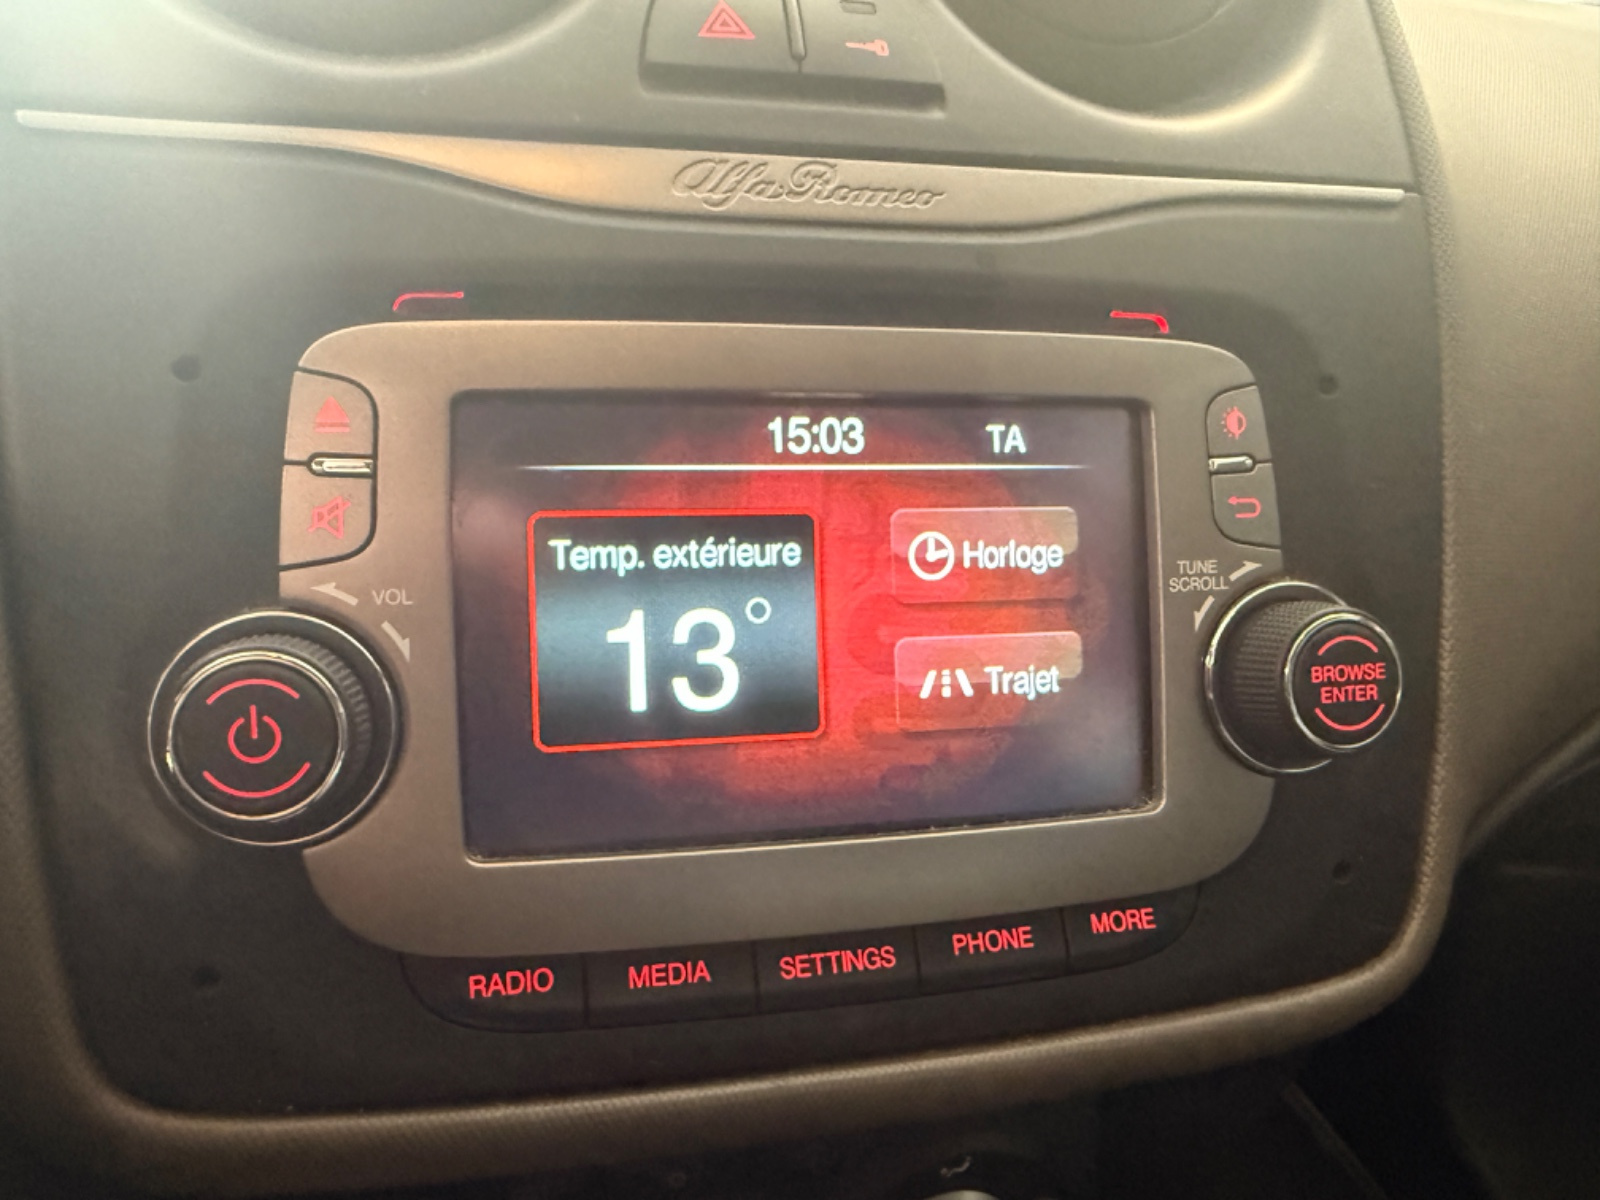 Alfa Romeo
15:03 TA
Temp. extérieure
13°
Horloge
Trajet
VOL
TUNE
SCROLL
BROWSE
ENTER
RADIO
MEDIA
SETTINGS
PHONE
MORE